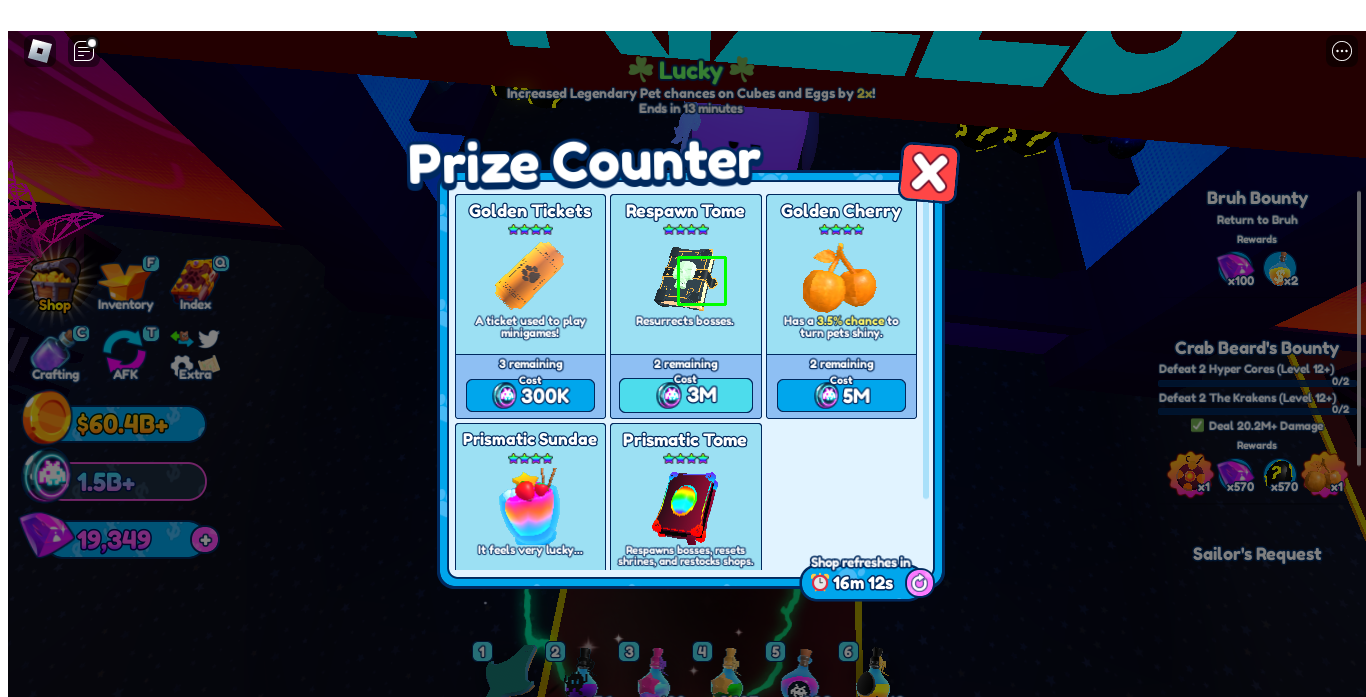 Lucky
Increased Legendary Pet chances on Cubes and Eggs by 2x!
Ends in 13 minutes
Prize Counter
Golden Tickets
A ticket used to play
minigames!
3 remaining
Cost
300K
Respawn Tome
Resurrects bosses.
2 remaining
Cost
3M
Golden Cherry
Has a 3.5% chance to
turn pets shiny.
2 remaining
Cost
5M
Prismatic Sundae
It feels very lucky...
Prismatic Tome
Respawns bosses, resets
shrines, and restocks shops.
Shop refreshes in
16m 12s
Shop
F
Inventory
Q
Index
C
Crafting
T
AFK
Extra
$60.4B+
1.5B+
19,349
Bruh Bounty
Return to Bruh
Rewards
x100
x2
Crab Beard's Bounty
Defeat 2 Hyper Cores (Level 12+)
0/2
Defeat 2 The Krakens (Level 12+)
0/2
Deal 20.2M+ Damage
Rewards
x1
x570
x570
x1
Sailor's Request
1
2
3
4
5
6